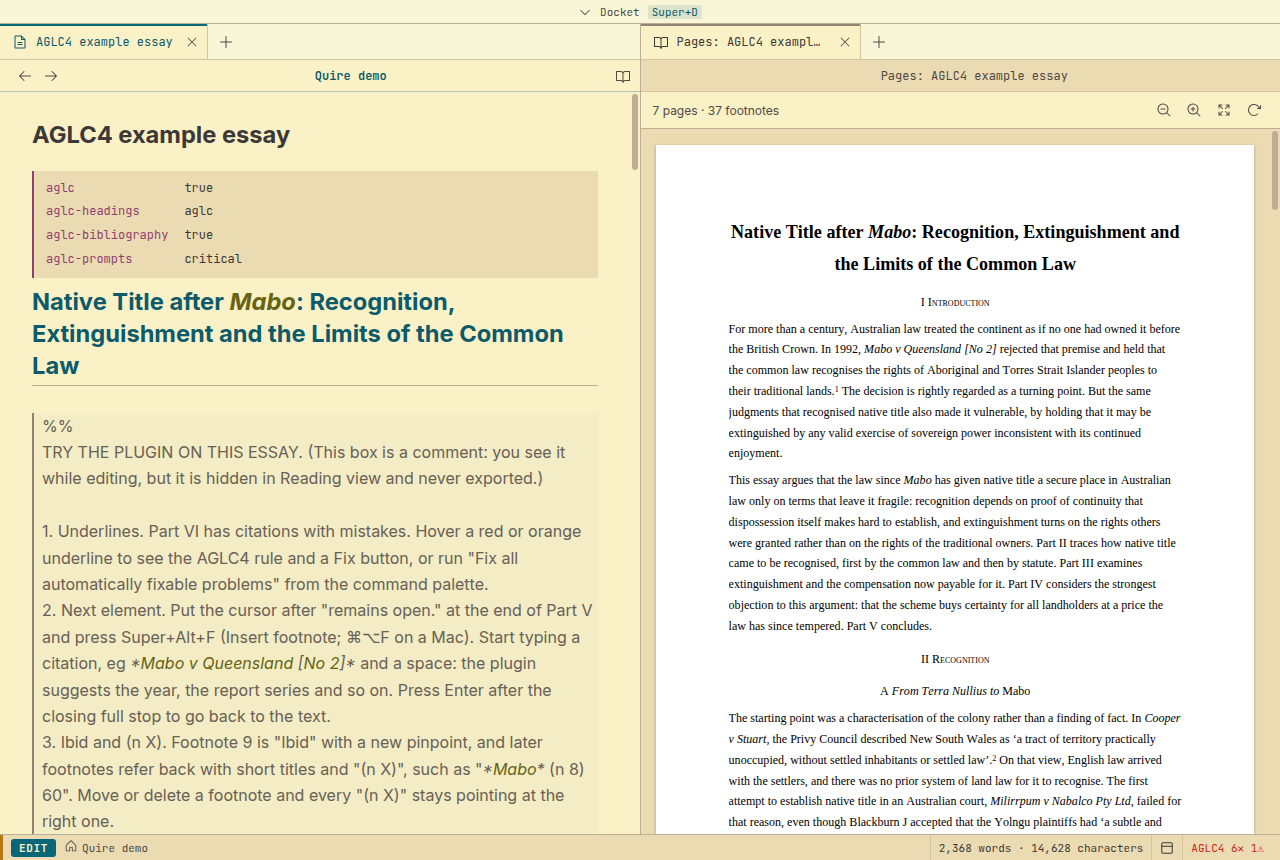 Docket Super+D
AGLC4 example essay
Pages: AGLC4 exampl…
Quire demo
Pages: AGLC4 example essay
7 pages · 37 footnotes
AGLC4 example essay
aglc true
aglc-headings aglc
aglc-bibliography true
aglc-prompts critical
Native Title after Mabo: Recognition,
Extinguishment and the Limits of the Common
Law
%%
TRY THE PLUGIN ON THIS ESSAY. (This box is a comment: you see it
while editing, but it is hidden in Reading view and never exported.)
1. Underlines. Part VI has citations with mistakes. Hover a red or orange
underline to see the AGLC4 rule and a Fix button, or run "Fix all
automatically fixable problems" from the command palette.
2. Next element. Put the cursor after "remains open." at the end of Part V
and press Super+Alt+F (Insert footnote; ⌘⌥F on a Mac). Start typing a
citation, eg *Mabo v Queensland [No 2]* and a space: the plugin
suggests the year, the report series and so on. Press Enter after the
closing full stop to go back to the text.
3. Ibid and (n X). Footnote 9 is "Ibid" with a new pinpoint, and later
footnotes refer back with short titles and "(n X)", such as "*Mabo* (n 8)
60". Move or delete a footnote and every "(n X)" stays pointing at the
right one.
Native Title after Mabo: Recognition, Extinguishment and
the Limits of the Common Law
I Introduction
For more than a century, Australian law treated the continent as if no one had owned it before
the British Crown. In 1992, Mabo v Queensland [No 2] rejected that premise and held that
the common law recognises the rights of Aboriginal and Torres Strait Islander peoples to
their traditional lands.¹ The decision is rightly regarded as a turning point. But the same
judgments that recognised native title also made it vulnerable, by holding that it may be
extinguished by any valid exercise of sovereign power inconsistent with its continued
enjoyment.
This essay argues that the law since Mabo has given native title a secure place in Australian
law only on terms that leave it fragile: recognition depends on proof of continuity that
dispossession itself makes hard to establish, and extinguishment turns on the rights others
were granted rather than on the rights of the traditional owners. Part II traces how native title
came to be recognised, first by the common law and then by statute. Part III examines
extinguishment and the compensation now payable for it. Part IV considers the strongest
objection to this argument: that the scheme buys certainty for all landholders at a price the
law has since tempered. Part V concludes.
II Recognition
A From Terra Nullius to Mabo
The starting point was a characterisation of the colony rather than a finding of fact. In Cooper
v Stuart, the Privy Council described New South Wales as ‘a tract of territory practically
unoccupied, without settled inhabitants or settled law’.² On that view, English law arrived
with the settlers, and there was no prior system of land law for it to recognise. The first
attempt to establish native title in an Australian court, Milirrpum v Nabalco Pty Ltd, failed for
that reason, even though Blackburn J accepted that the Yolngu plaintiffs had ‘a subtle and
EDIT Quire demo
2,368 words · 14,628 characters
AGLC4 6× 1⚠